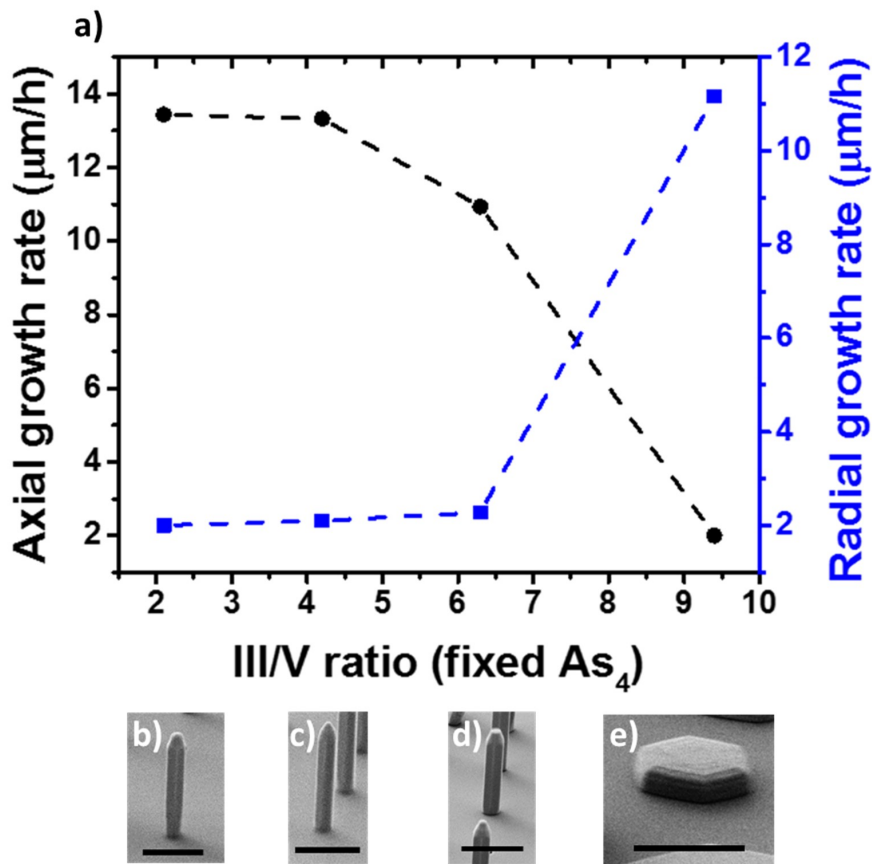 a)
Axial growth rate (μm/h)
14
12
10
8
6
4
2
12
10
8
6
4
2
Radial growth rate (μm/h)
2 3 4 5 6 7 8 9 10
III/V ratio (fixed As₄)
b) c) d) e)